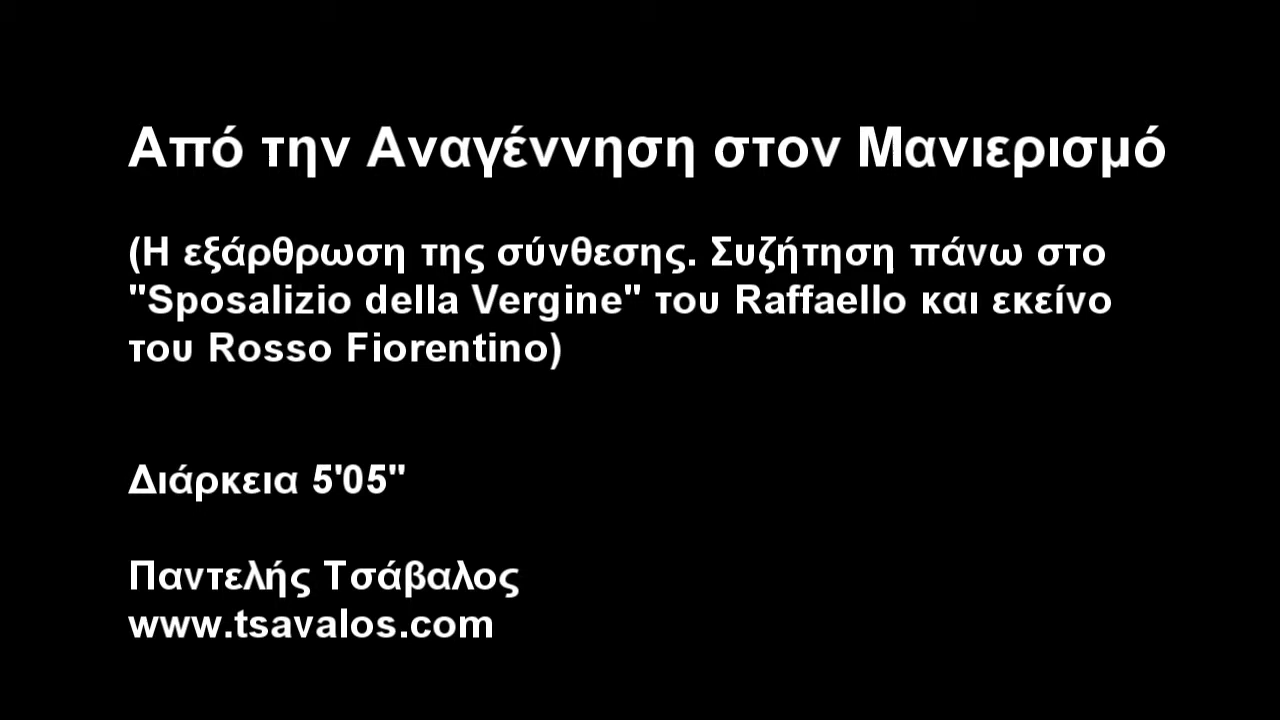 Από την Αναγέννηση στον Μανιερισμό
(Η εξάρθρωση της σύνθεσης. Συζήτηση πάνω στο
"Sposalizio della Vergine" του Raffaello και εκείνο
του Rosso Fiorentino)
Διάρκεια 5'05"
Παντελής Τσάβαλος
www.tsavalos.com